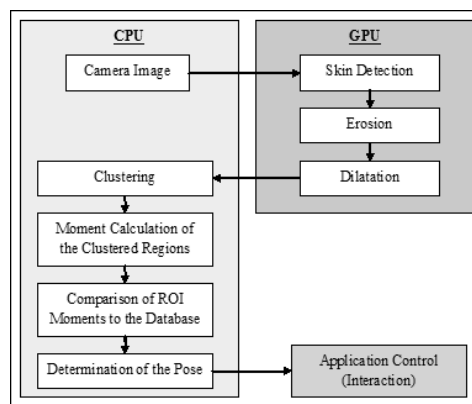 CPU
GPU
Camera Image
Skin Detection
Erosion
Dilatation
Clustering
Moment Calculation of
the Clustered Regions
Comparison of ROI
Moments to the Database
Determination of the Pose
Application Control
(Interaction)